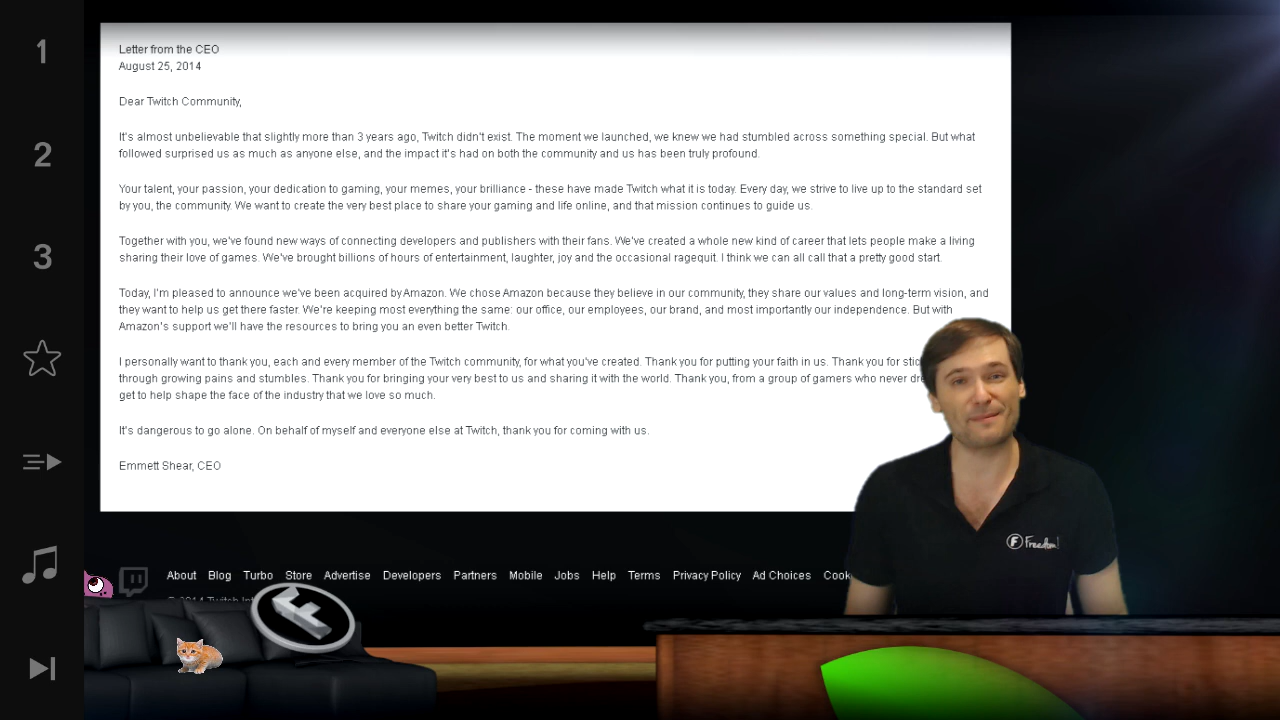 1
2
3
Letter from the CEO
August 25, 2014
Dear Twitch Community,
It's almost unbelievable that slightly more than 3 years ago, Twitch didn't exist. The moment we launched, we knew we had stumbled across something special. But what
followed surprised us as much as anyone else, and the impact it's had on both the community and us has been truly profound.
Your talent, your passion, your dedication to gaming, your memes, your brilliance - these have made Twitch what it is today. Every day, we strive to live up to the standard set
by you, the community. We want to create the very best place to share your gaming and life online, and that mission continues to guide us.
Together with you, we've found new ways of connecting developers and publishers with their fans. We've created a whole new kind of career that lets people make a living
sharing their love of games. We've brought billions of hours of entertainment, laughter, joy and the occasional ragequit. I think we can all call that a pretty good start.
Today, I'm pleased to announce we've been acquired by Amazon. We chose Amazon because they believe in our community, they share our values and long-term vision, and
they want to help us get there faster. We're keeping most everything the same: our office, our employees, our brand, and most importantly our independence. But with
Amazon's support we'll have the resources to bring you an even better Twitch.
I personally want to thank you, each and every member of the Twitch community, for what you've created. Thank you for putting your faith in us. Thank you for
through growing pains and stumbles. Thank you for bringing your very best to us and sharing it with the world. Thank you, from a group of gamers who never
get to help shape the face of the industry that we love so much.
It's dangerous to go alone. On behalf of myself and everyone else at Twitch, thank you for coming with us.
Emmett Shear, CEO
F Freedom!
About Blog Turbo Store Advertise Developers Partners Mobile Jobs Help Terms Privacy Policy Ad Choices
© 2014 Twitch
F